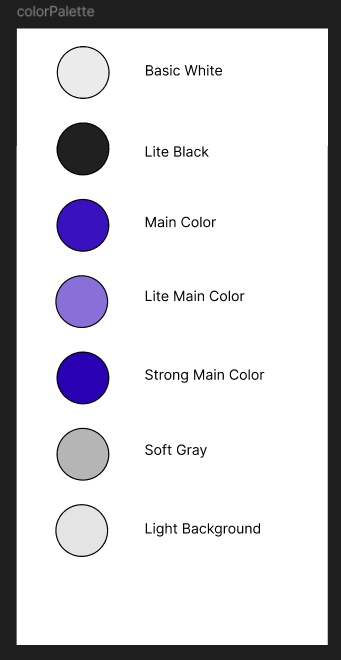 colorPalette
Basic White
Lite Black
Main Color
Lite Main Color
Strong Main Color
Soft Gray
Light Background